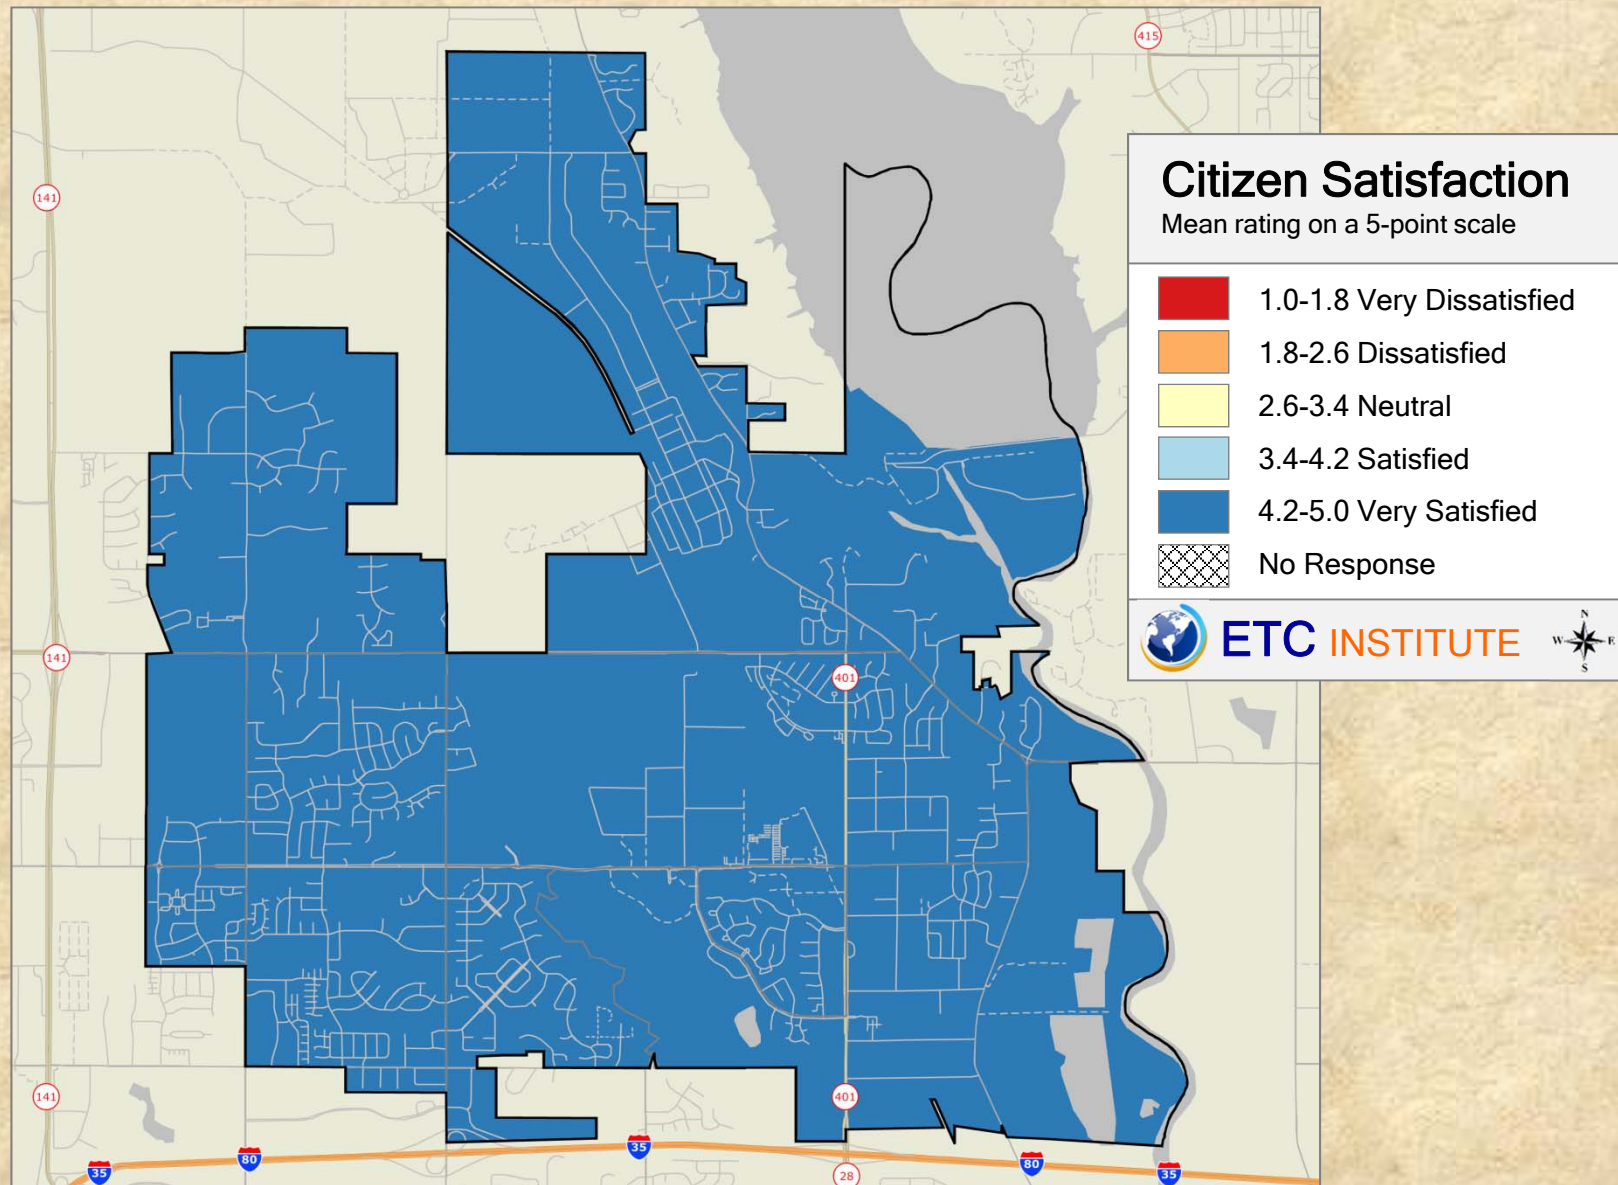 415
141
Citizen Satisfaction
Mean rating on a 5-point scale
1.0-1.8 Very Dissatisfied
1.8-2.6 Dissatisfied
2.6-3.4 Neutral
3.4-4.2 Satisfied
4.2-5.0 Very Satisfied
No Response
ETC INSTITUTE
N
W E
S
141
401
141
401
35
80
35
80
35
28